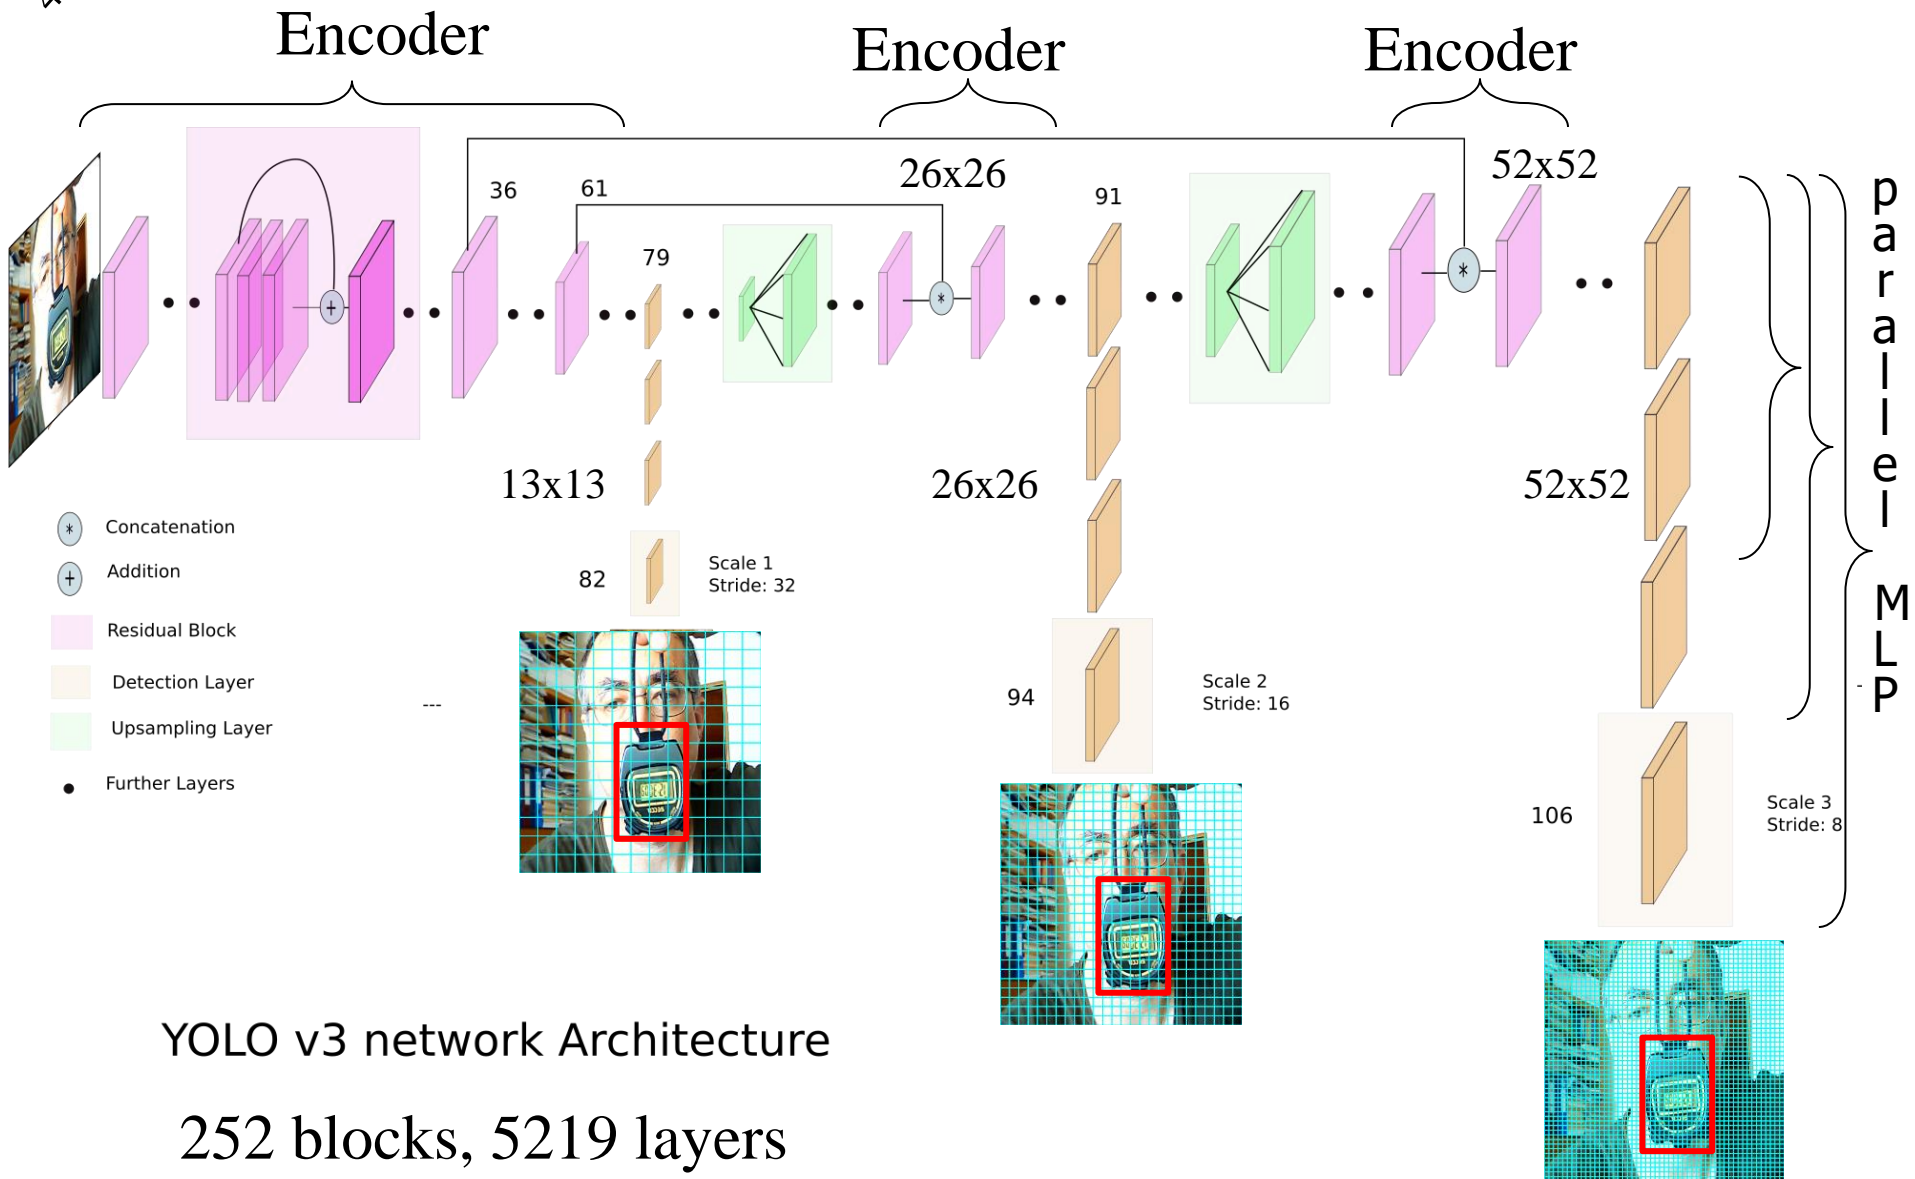 Encoder
Encoder
Encoder
36
61
26x26
91
52x52
79
+
*
*
13x13
26x26
52x52
parallel
MLP
* Concatenation
+ Addition
Residual Block
Detection Layer
Upsampling Layer
Further Layers
---
82
Scale 1
Stride: 32
94
Scale 2
Stride: 16
106
Scale 3
Stride: 8
-
YOLO v3 network Architecture
252 blocks, 5219 layers